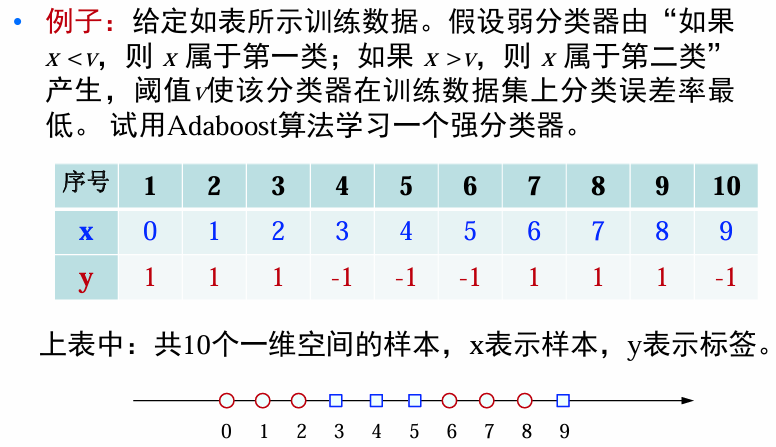 • 例子：给定如表所示训练数据。假设弱分类器由“如果
x <v，则 x 属于第一类；如果 x >v，则 x 属于第二类”
产生，阈值v使该分类器在训练数据集上分类误差率最
低。 试用Adaboost算法学习一个强分类器。
序号 1 2 3 4 5 6 7 8 9 10
x 0 1 2 3 4 5 6 7 8 9
y 1 1 1 -1 -1 -1 1 1 1 -1
上表中：共10个一维空间的样本，x表示样本，y表示标签。
0 1 2 3 4 5 6 7 8 9